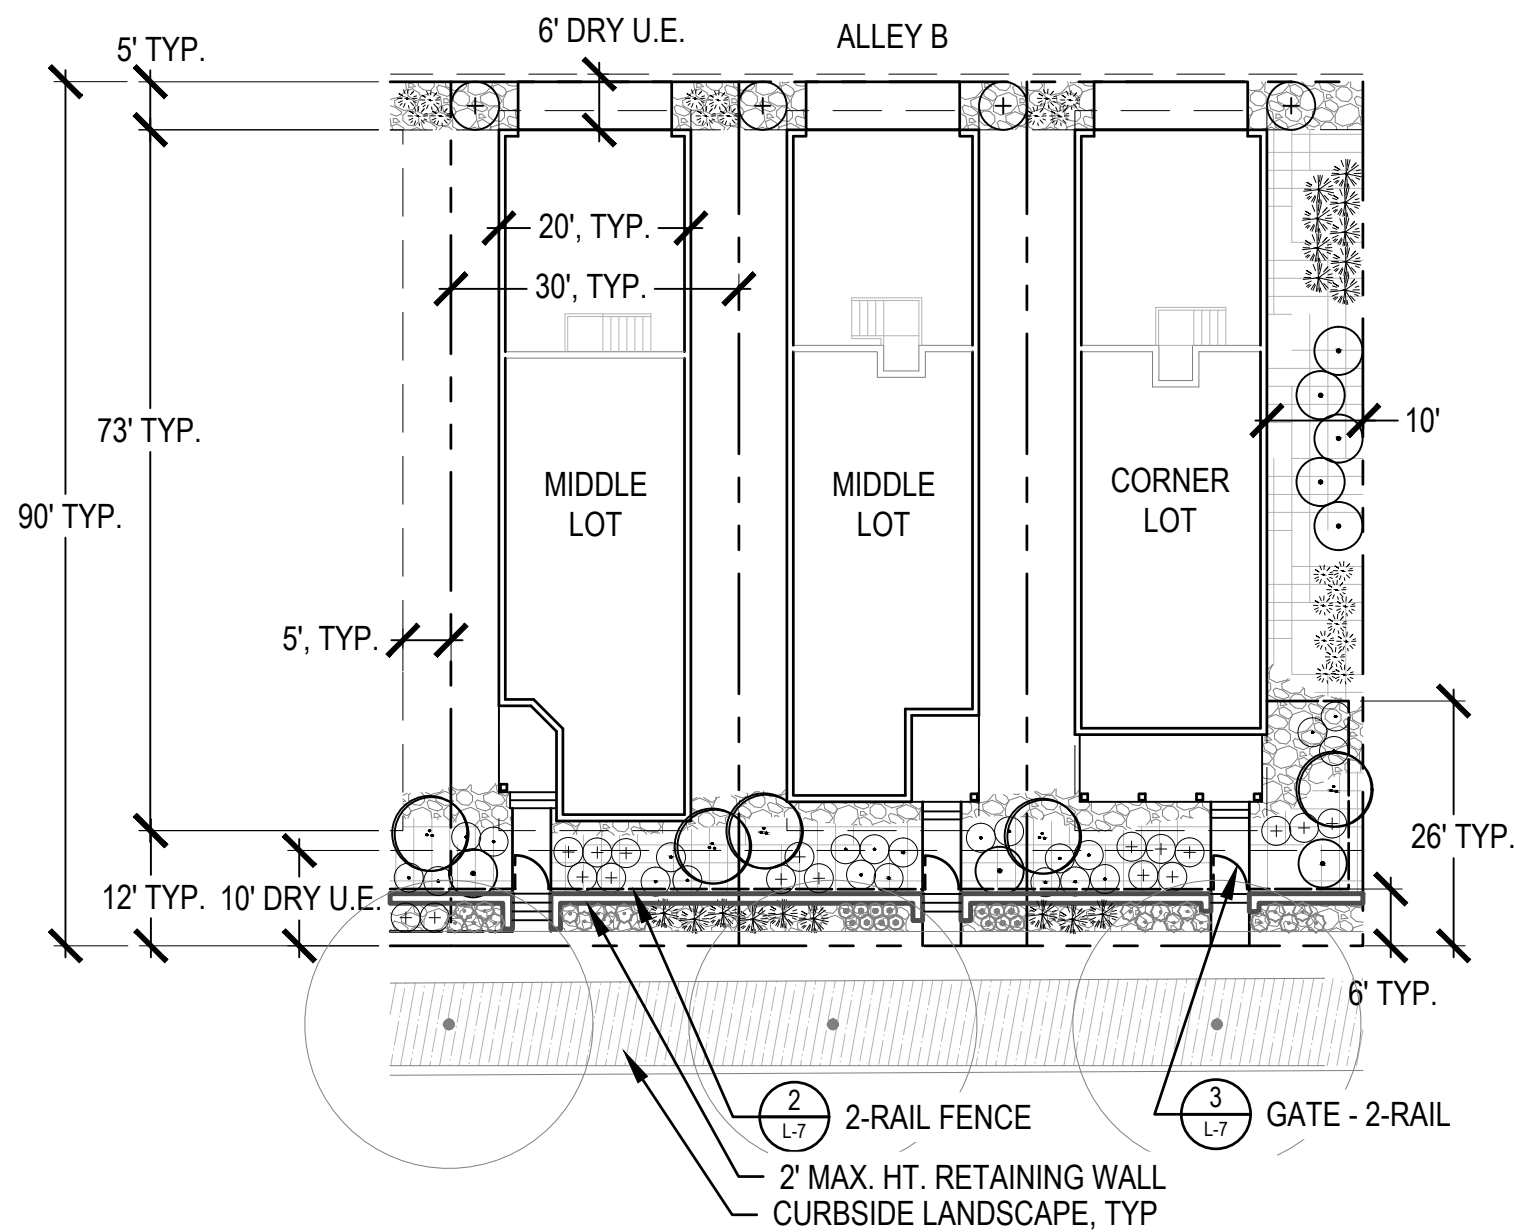 6' DRY U.E.
ALLEY B
5' TYP.
20', TYP.
30', TYP.
73' TYP.
10'
90' TYP.
MIDDLE
LOT
MIDDLE
LOT
CORNER
LOT
5', TYP.
26' TYP.
12' TYP.
10' DRY U.E.
6' TYP.
2
L-7
2-RAIL FENCE
3
L-7
GATE - 2-RAIL
2' MAX. HT. RETAINING WALL
CURBSIDE LANDSCAPE, TYP